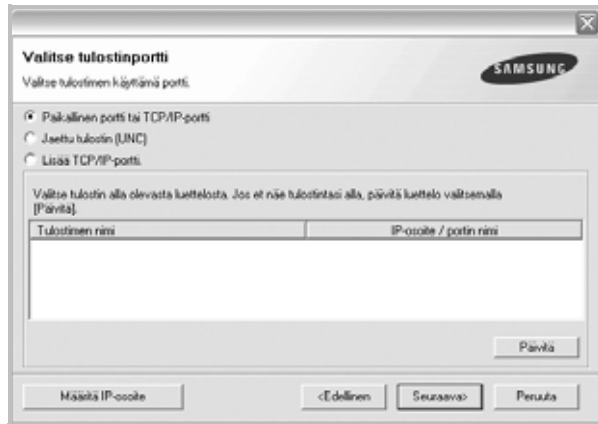 Valitse tulostinportti
Valitse tulostimen käyttämä portti.
SAMSUNG
Paikallinen portti tai TCP/IP-portti
Jaettu tulostin (UNC)
Lisää TCP/IP-portti.
Valitse tulostin alla olevasta luettelosta. Jos et näe tulostintasi alla, päivitä luettelo valitsemalla
[Päivitä].
Tulostimen nimi
IP-osoite / portin nimi
Päivitä
Määritä IP-osoite
<Edellinen
Seuraava>
Peruuta